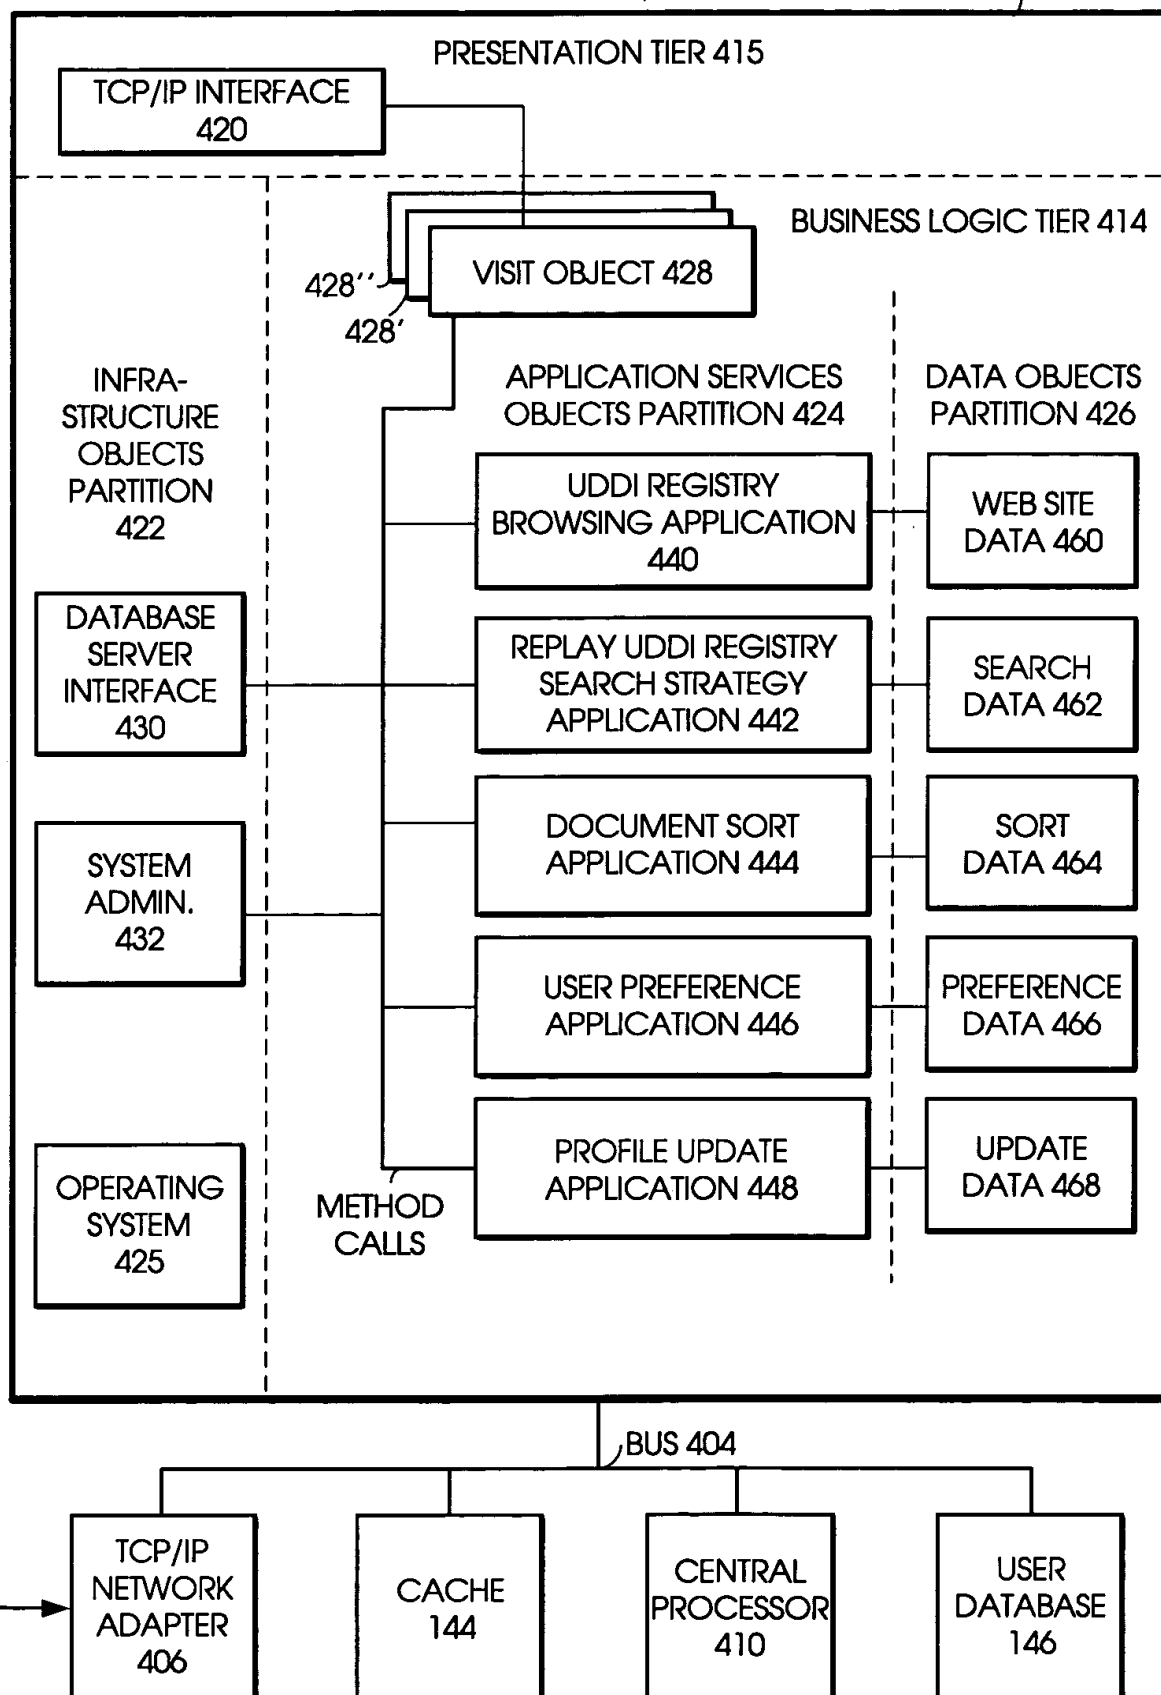 PRESENTATION TIER 415
TCP/IP INTERFACE
420
BUSINESS LOGIC TIER 414
VISIT OBJECT 428
428''
428'
INFRA-
STRUCTURE
OBJECTS
PARTITION
422
APPLICATION SERVICES
OBJECTS PARTITION 424
DATA OBJECTS
PARTITION 426
UDDI REGISTRY
BROWSING APPLICATION
440
WEB SITE
DATA 460
DATABASE
SERVER
INTERFACE
430
REPLAY UDDI REGISTRY
SEARCH STRATEGY
APPLICATION 442
SEARCH
DATA 462
SYSTEM
ADMIN.
432
DOCUMENT SORT
APPLICATION 444
SORT
DATA 464
USER PREFERENCE
APPLICATION 446
PREFERENCE
DATA 466
OPERATING
SYSTEM
425
METHOD
CALLS
PROFILE UPDATE
APPLICATION 448
UPDATE
DATA 468
BUS 404
TCP/IP
NETWORK
ADAPTER
406
CACHE
144
CENTRAL
PROCESSOR
410
USER
DATABASE
146